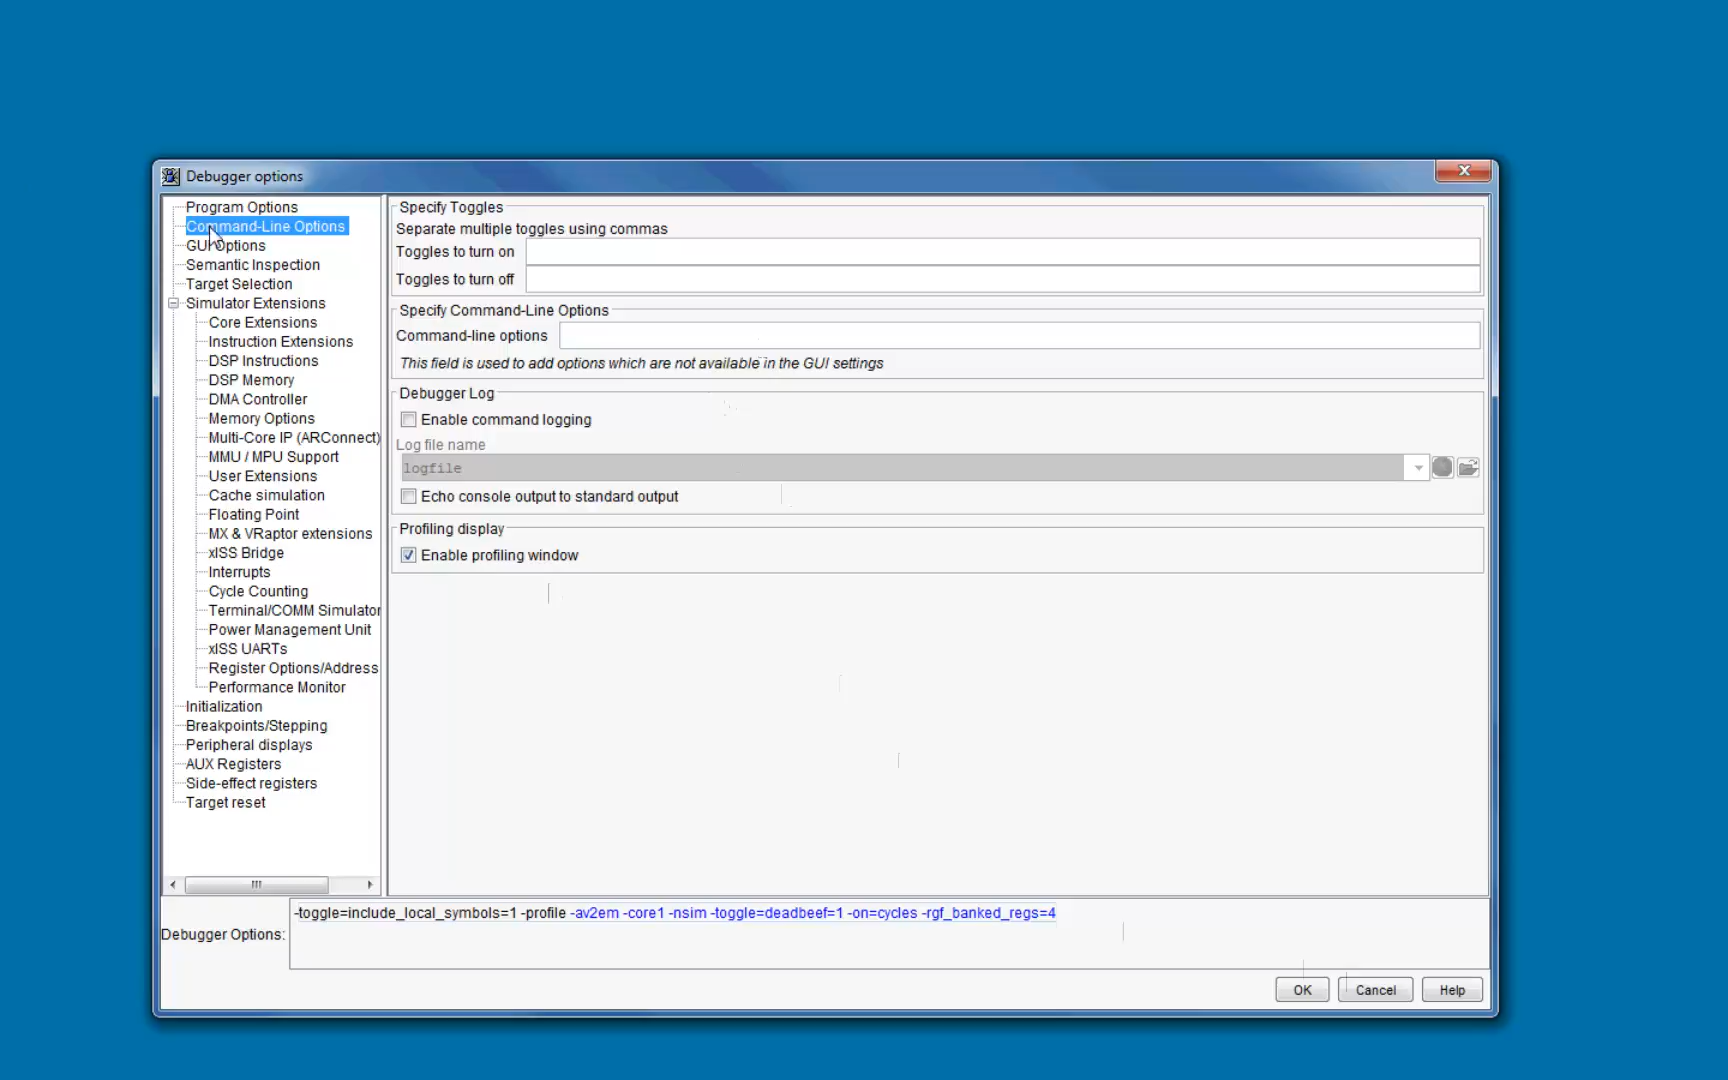 Debugger options
Program Options
Command-Line Options
GUI Options
Semantic Inspection
Target Selection
Simulator Extensions
Core Extensions
Instruction Extensions
DSP Instructions
DSP Memory
DMA Controller
Memory Options
Multi-Core IP (ARConnect)
MMU / MPU Support
User Extensions
Cache simulation
Floating Point
MX & VRaptor extensions
xISS Bridge
Interrupts
Cycle Counting
Terminal/COMM Simulator
Power Management Unit
xISS UARTs
Register Options/Address
Performance Monitor
Initialization
Breakpoints/Stepping
Peripheral displays
AUX Registers
Side-effect registers
Target reset
Specify Toggles
Separate multiple toggles using commas
Toggles to turn on
Toggles to turn off
Specify Command-Line Options
Command-line options
This field is used to add options which are not available in the GUI settings
Debugger Log
Enable command logging
Log file name
logfile
Echo console output to standard output
Profiling display
Enable profiling window
Debugger Options:
-toggle=include_local_symbols=1 -profile -av2em -core1 -nsim -toggle=deadbeef=1 -on=cycles -rgf_banked_regs=4
OK
Cancel
Help